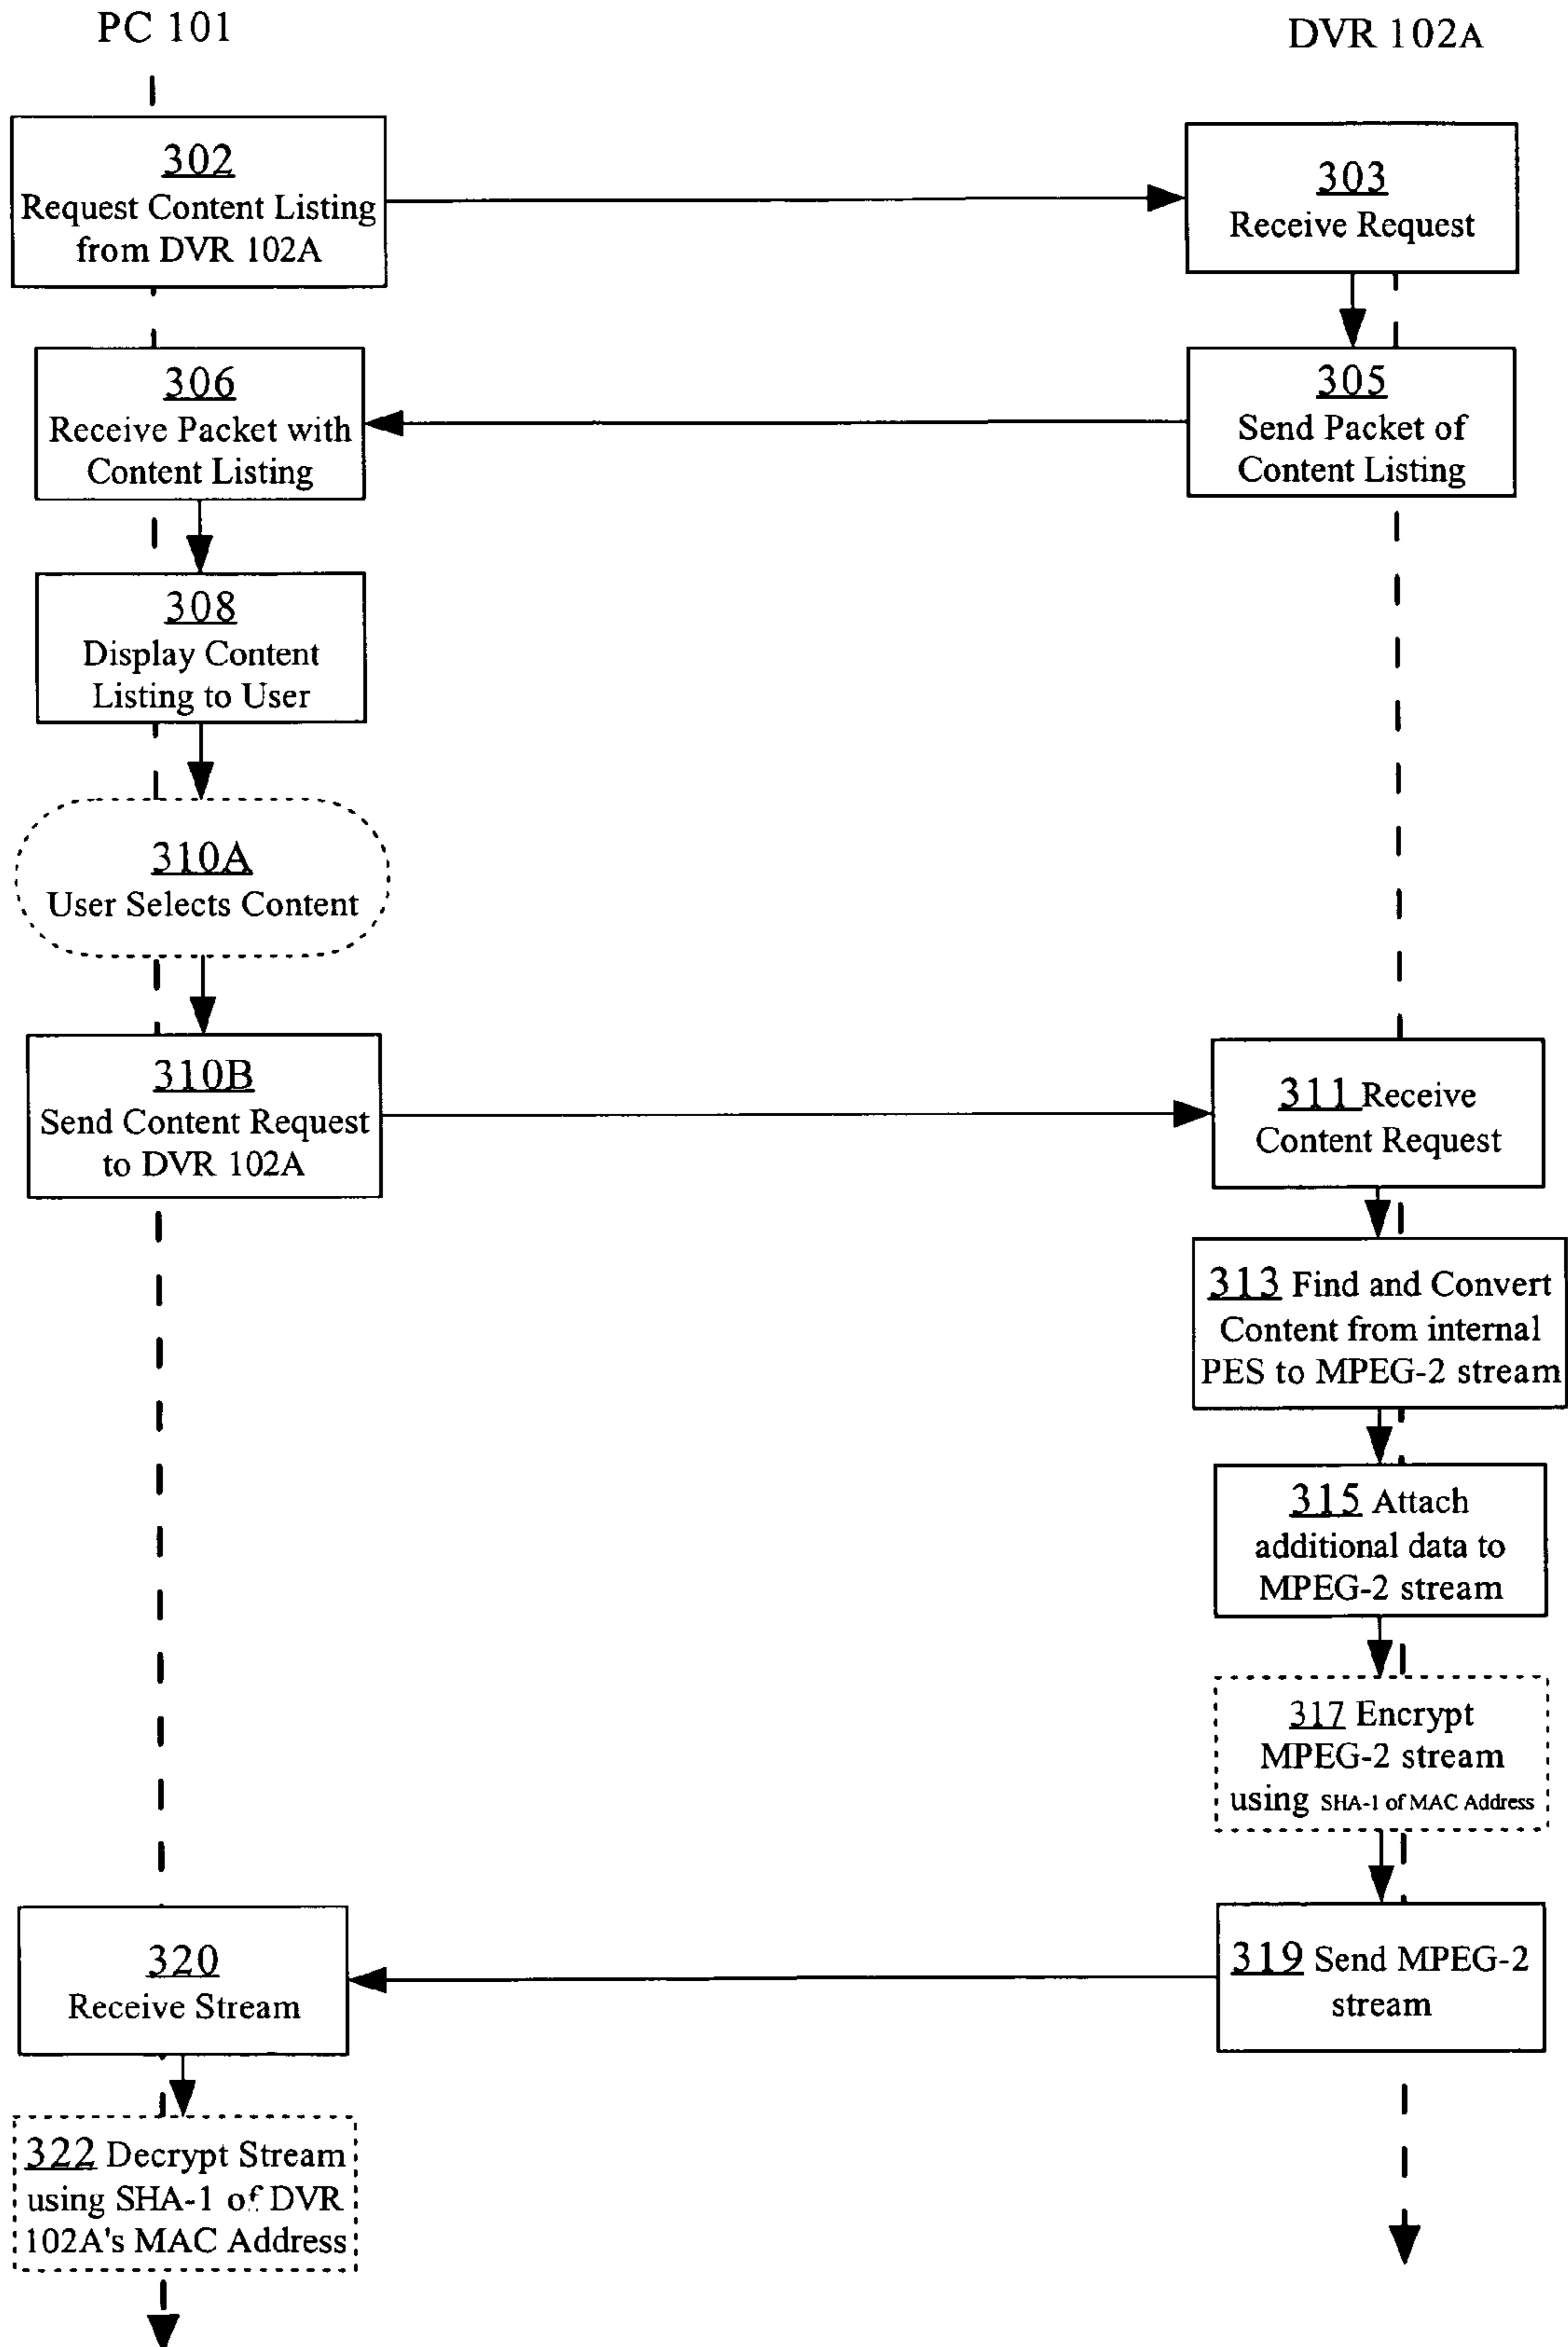 PC 101
DVR 102A
302
Request Content Listing
from DVR 102A
303
Receive Request
306
Receive Packet with
Content Listing
305
Send Packet of
Content Listing
308
Display Content
Listing to User
310A
User Selects Content
310B
Send Content Request
to DVR 102A
311 Receive
Content Request
313 Find and Convert
Content from internal
PES to MPEG-2 stream
315 Attach
additional data to
MPEG-2 stream
317 Encrypt
MPEG-2 stream
using SHA-1 of MAC Address
320
Receive Stream
319 Send MPEG-2
stream
322 Decrypt Stream
using SHA-1 of DVR
102A's MAC Address